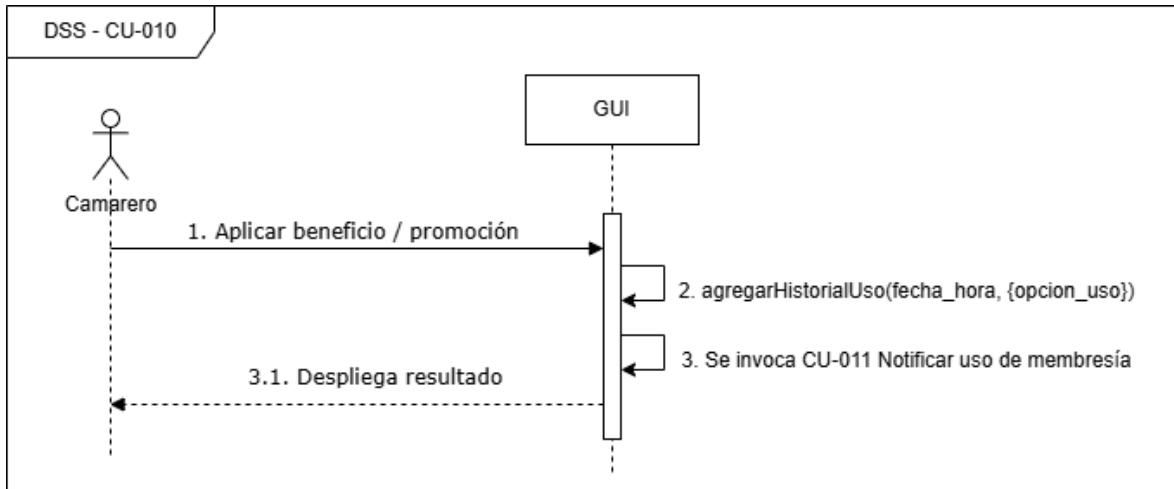 DSS - CU-010
GUI
Camarero
1. Aplicar beneficio / promoción
2. agregarHistorialUso(fecha_hora, {opcion_uso})
3. Se invoca CU-011 Notificar uso de membresía
3.1. Despliega resultado